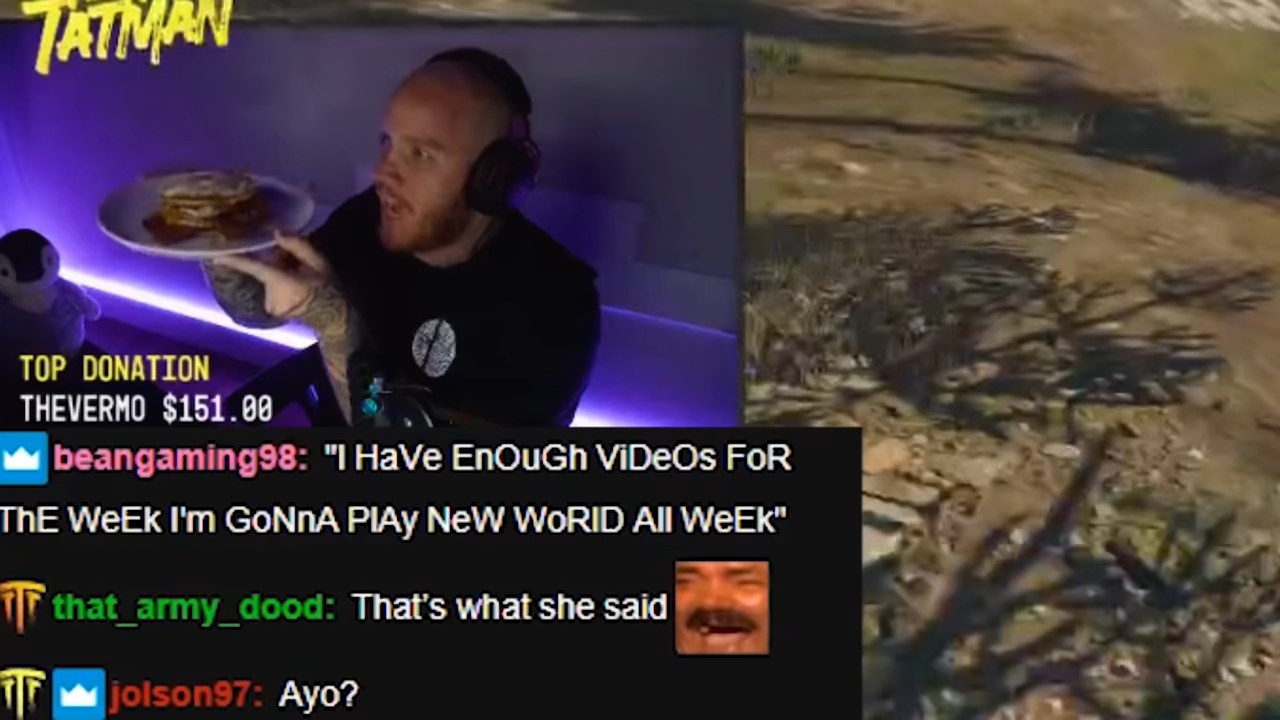 TATMAN
TOP DONATION
THEVERMO $151.00
beangaming98: "I HaVe EnOuGh ViDeOs FoR
ThE WeEk I'm GoNnA PlAy NeW WoRlD All WeEk"
that_army_dood: That's what she said
jolson97: Ayo?